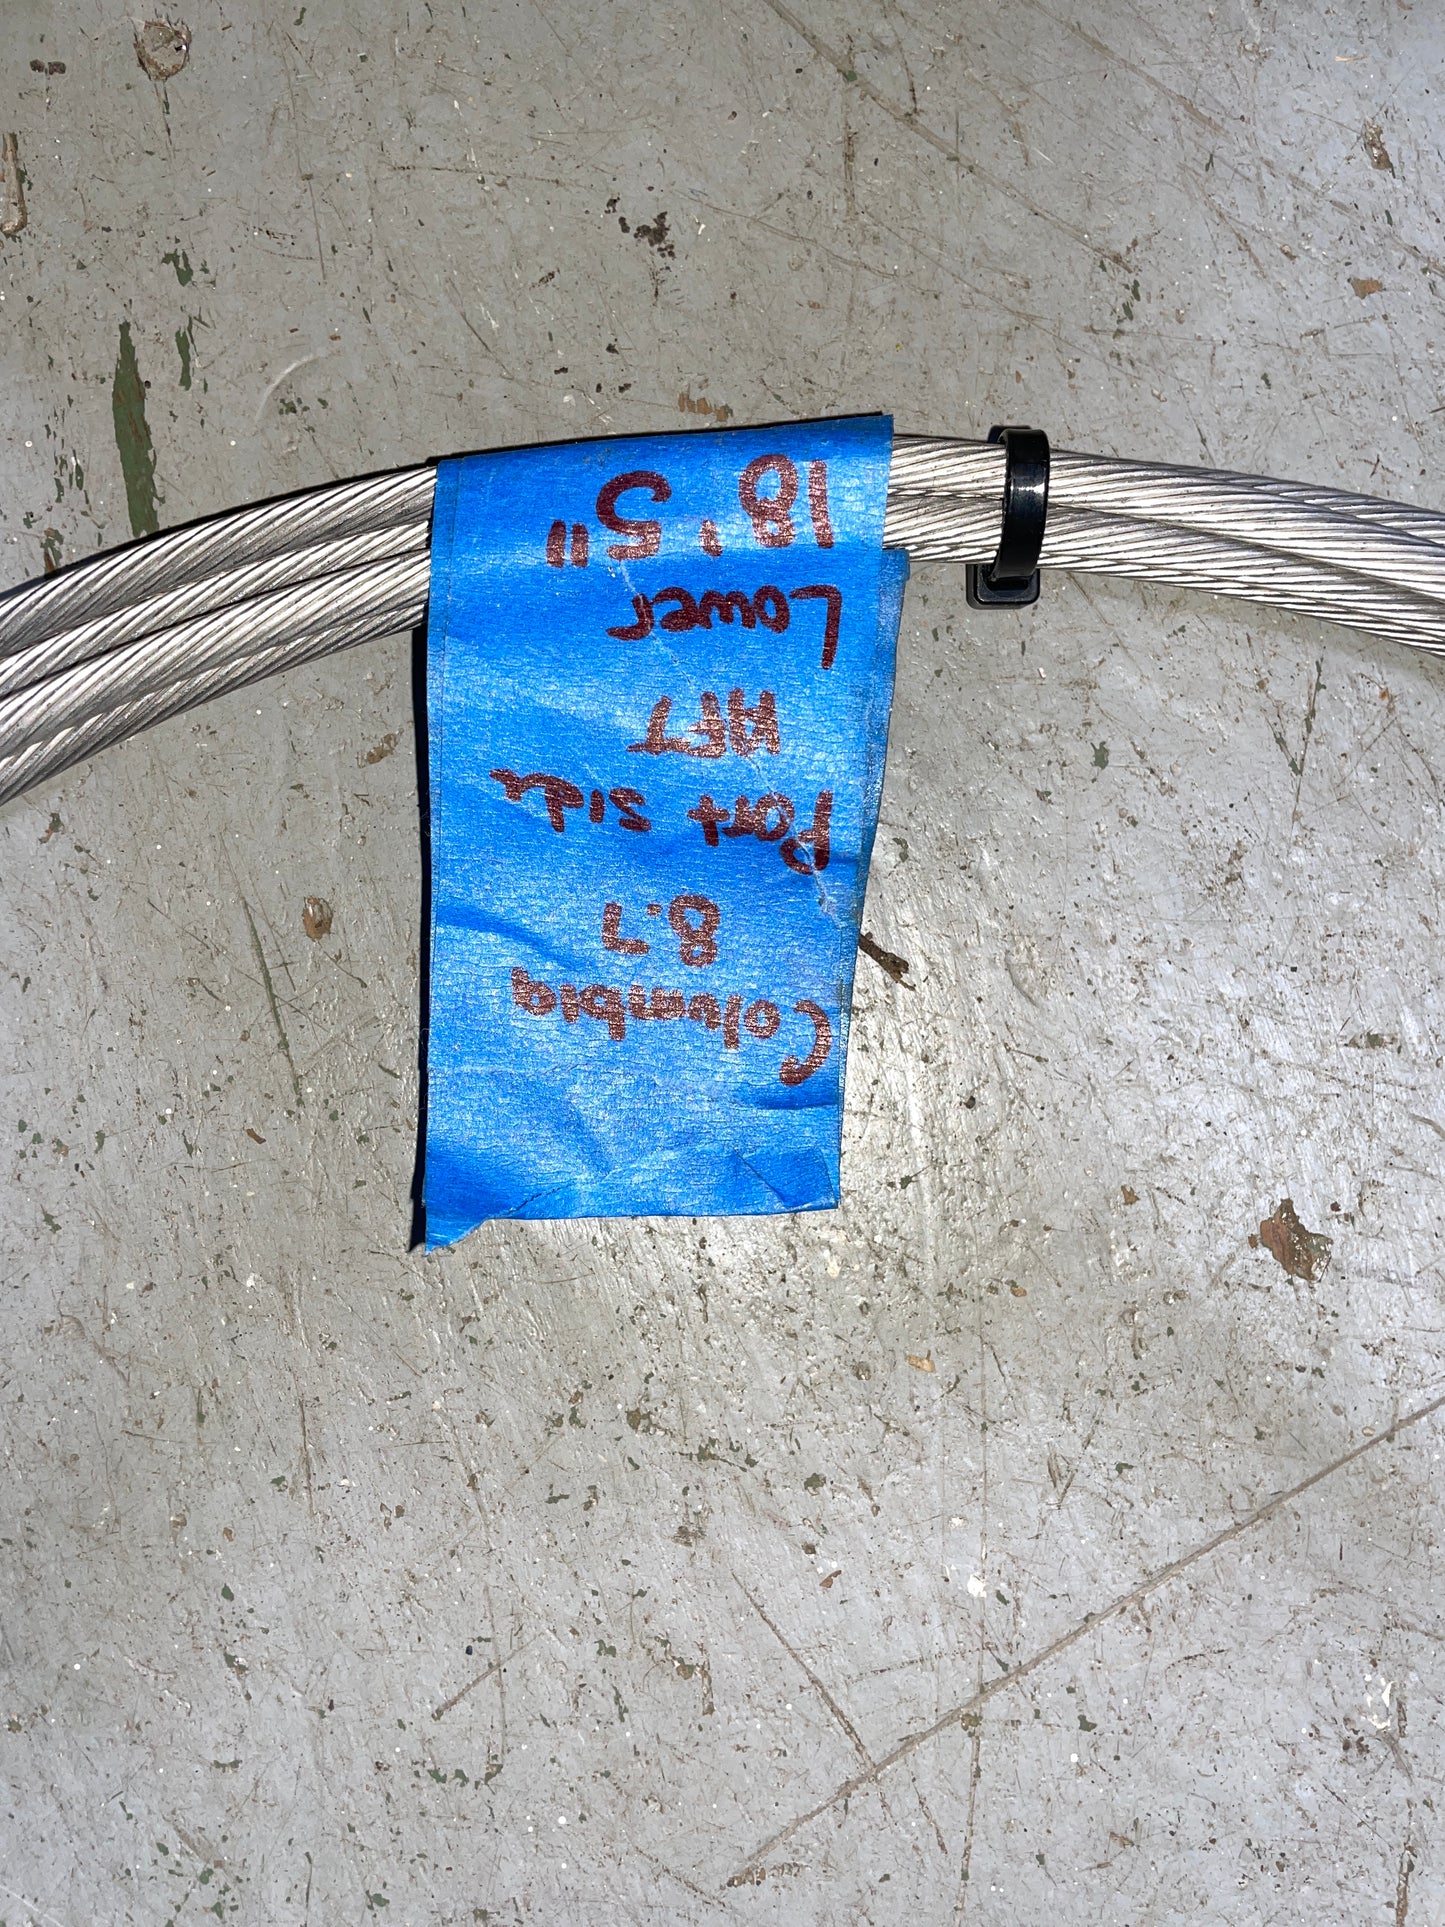 Columbia
8.7
Port side
AFT
Lower
18' 5"